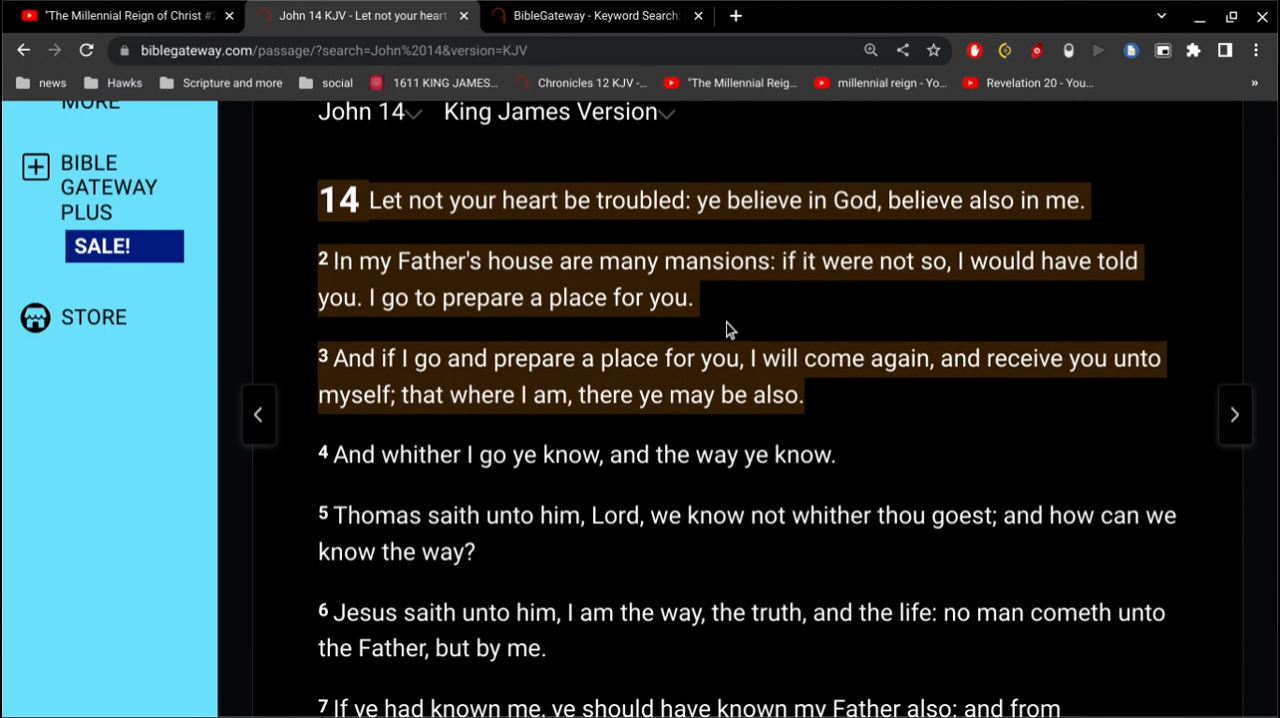 "The Millennial Reign of Christ #2
John 14 KJV - Let not your heart
BibleGateway - Keyword Search:
biblegateway.com/passage/?search=John%2014&version=KJV
news
Hawks
Scripture and more
social
1611 KING JAMES...
Chronicles 12 KJV -...
"The Millennial Reig...
millennial reign - Yo...
Revelation 20 - You...
»
MORE
BIBLE
GATEWAY
PLUS
SALE!
STORE
John 14 King James Version
14 Let not your heart be troubled: ye believe in God, believe also in me.
2 In my Father's house are many mansions: if it were not so, I would have told
you. I go to prepare a place for you.
3 And if I go and prepare a place for you, I will come again, and receive you unto
myself; that where I am, there ye may be also.
4 And whither I go ye know, and the way ye know.
5 Thomas saith unto him, Lord, we know not whither thou goest; and how can we
know the way?
6 Jesus saith unto him, I am the way, the truth, and the life: no man cometh unto
the Father, but by me.
7 If ye had known me, ye should have known my Father also: and from